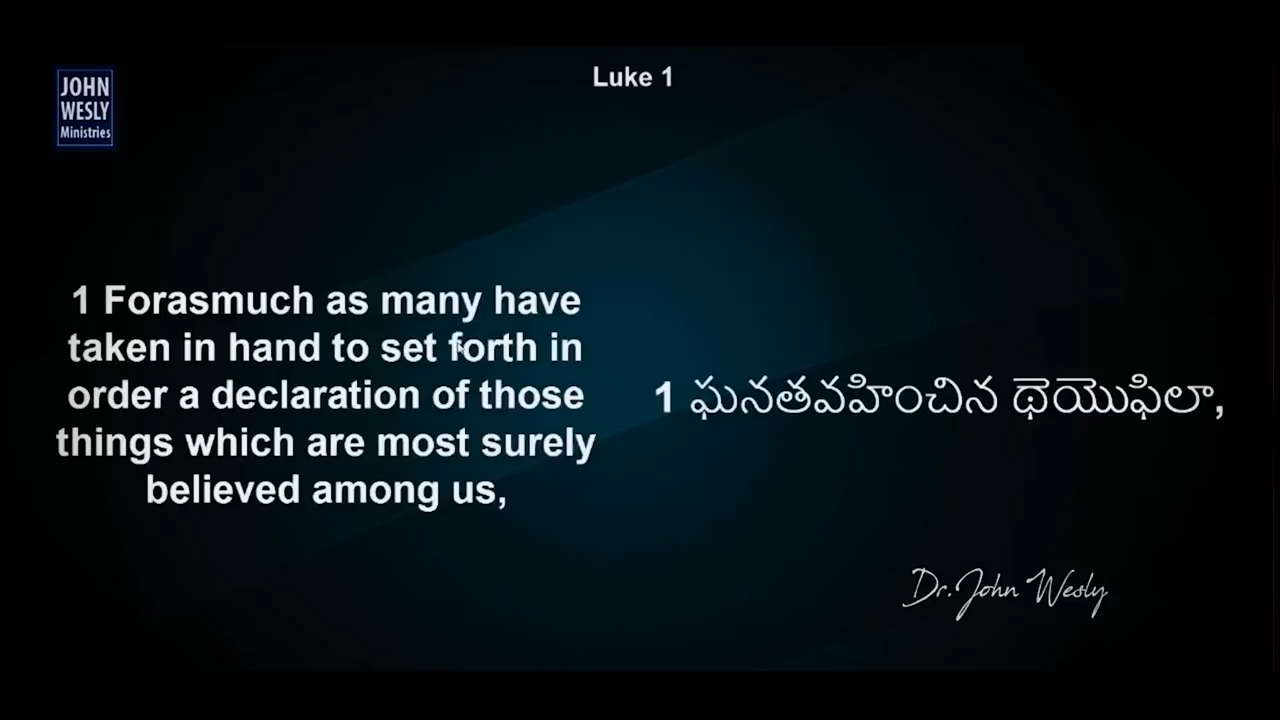 JOHN
WESLY
Ministries
Luke 1
1 Forasmuch as many have
taken in hand to set forth in
order a declaration of those
things which are most surely
believed among us,
1 ఘనతవహించిన థెయొఫిలా,
Dr. John Wesly